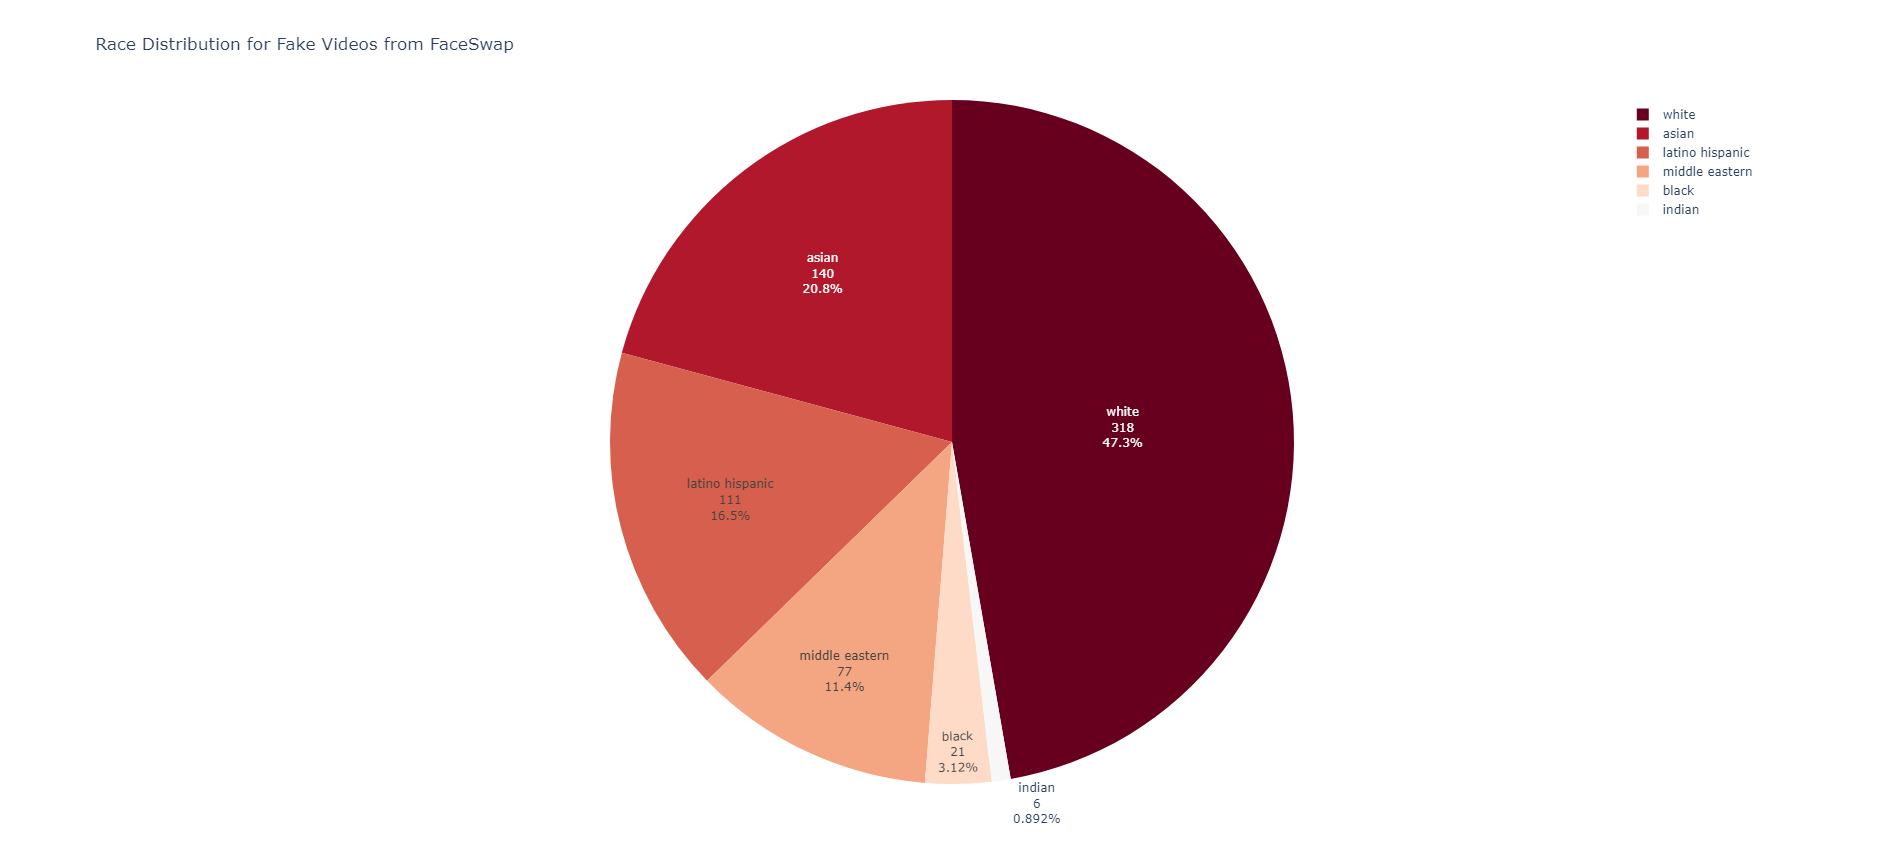 Race Distribution for Fake Videos from FaceSwap
white
asian
latino hispanic
middle eastern
black
indian
asian
140
20.8%
white
318
47.3%
latino hispanic
111
16.5%
middle eastern
77
11.4%
black
21
3.12%
indian
6
0.892%